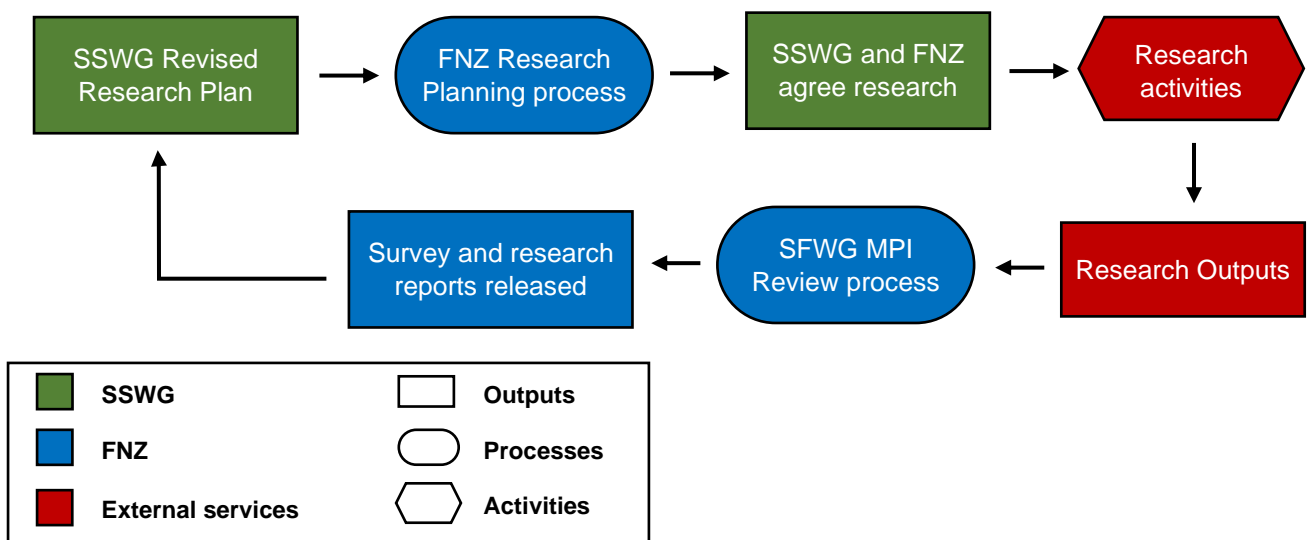 SSWG Revised
Research Plan
FNZ Research
Planning process
SSWG and FNZ
agree research
Research
activities
Survey and research
reports released
SFWG MPI
Review process
Research Outputs
SSWG
Outputs
FNZ
Processes
External services
Activities